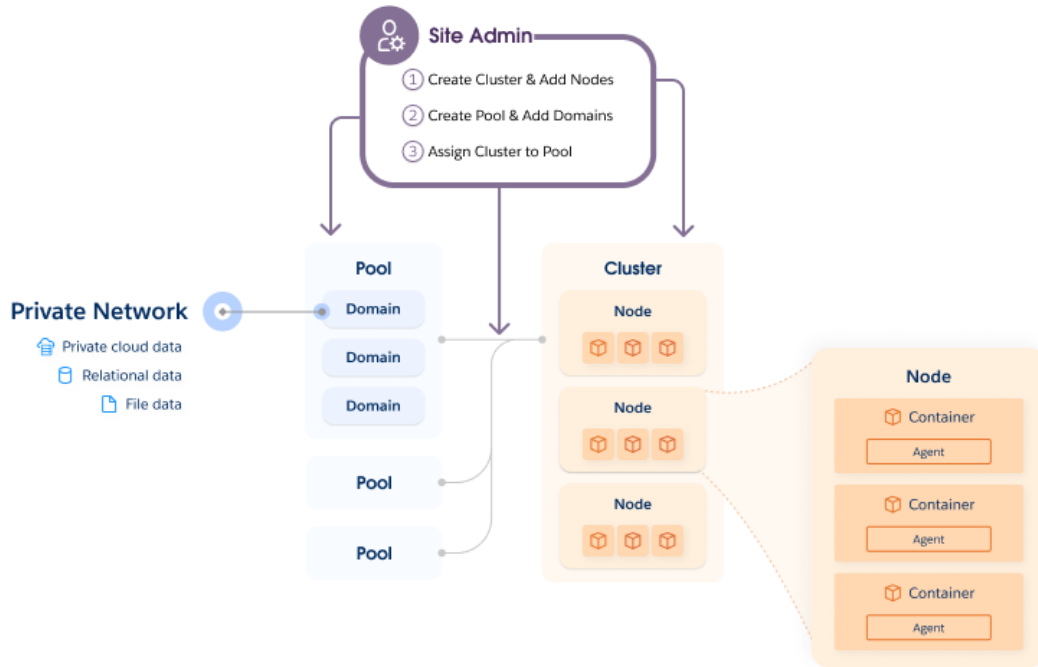 Site Admin
1 Create Cluster & Add Nodes
2 Create Pool & Add Domains
3 Assign Cluster to Pool
Private Network
Private cloud data
Relational data
File data
Pool
Domain
Domain
Domain
Pool
Pool
Cluster
Node
Node
Node
Node
Container
Agent
Container
Agent
Container
Agent